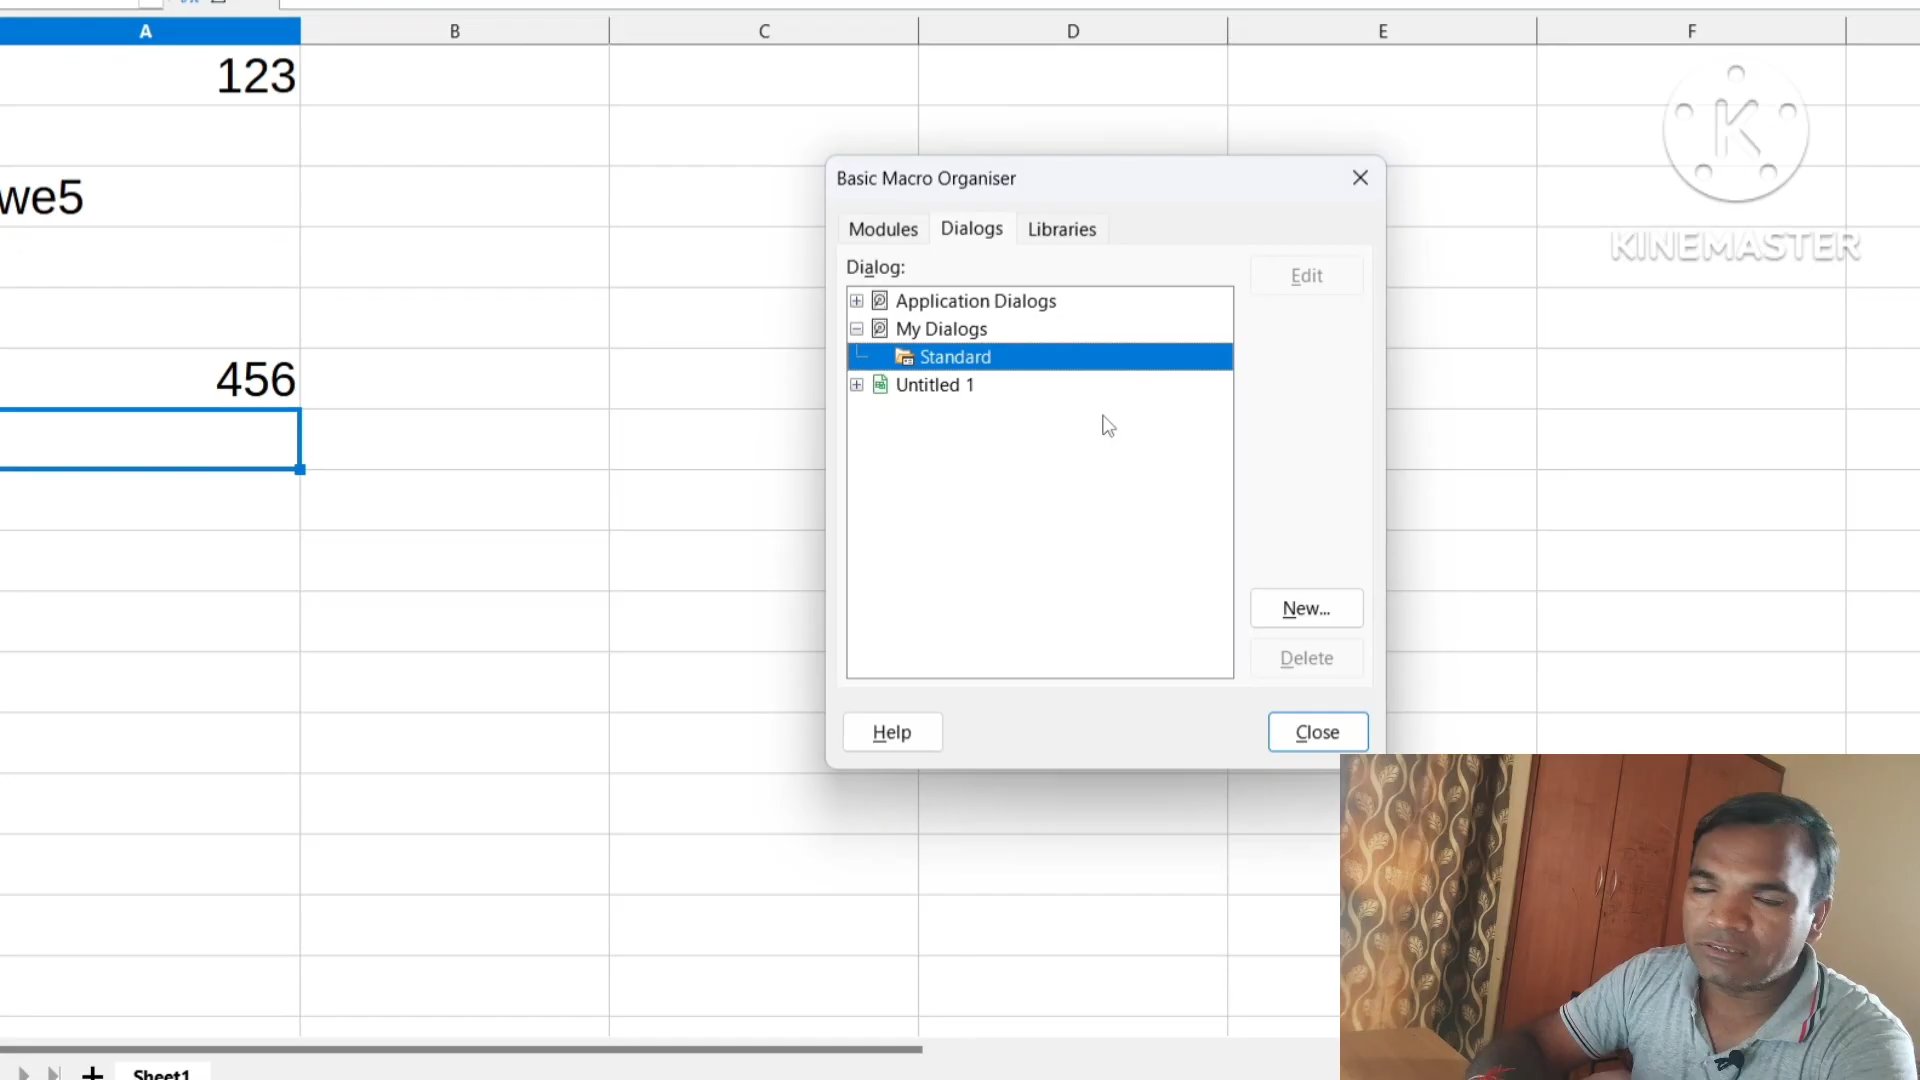 A B C D E F
123
we5
456
Basic Macro Organiser
Modules Dialogs Libraries
Dialog:
Edit
Application Dialogs
My Dialogs
Standard
Untitled 1
New...
Delete
Help Close
KINEMASTER
Sheet1